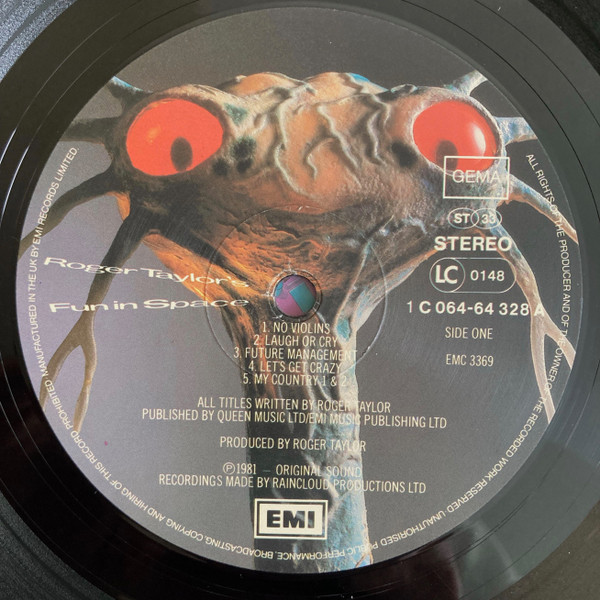 Roger Taylor's
Fun in Space
GEMA
ST 33
STEREO
LC 0148
1 C 064-64 328 A
SIDE ONE
EMC 3369
1. NO VIOLINS
2. LAUGH OR CRY
3. FUTURE MANAGEMENT
4. LET'S GET CRAZY
5. MY COUNTRY 1 & 2
ALL TITLES WRITTEN BY ROGER TAYLOR
PUBLISHED BY QUEEN MUSIC LTD/EMI MUSIC PUBLISHING LTD
PRODUCED BY ROGER TAYLOR
Ⓟ1981 — ORIGINAL SOUND
RECORDINGS MADE BY RAINCLOUD PRODUCTIONS LTD
EMI
ALL RIGHTS OF THE PRODUCER AND OF THE OWNER OF THE RECORDED WORK RESERVED · UNAUTHORISED PUBLIC PERFORMANCE, BROADCASTING, COPYING AND HIRING OF THIS RECORD PROHIBITED MANUFACTURED IN THE UK BY EMI RECORDS LIMITED.